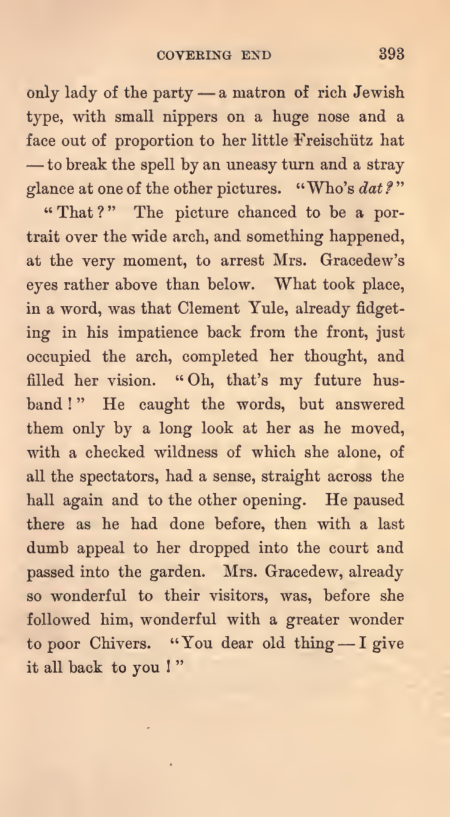 COVERING END 393
only lady of the party — a matron of rich Jewish
type, with small nippers on a huge nose and a
face out of proportion to her little Freischütz hat
— to break the spell by an uneasy turn and a stray
glance at one of the other pictures. “Who's dat?”
“That?” The picture chanced to be a por-
trait over the wide arch, and something happened,
at the very moment, to arrest Mrs. Gracedew's
eyes rather above than below. What took place,
in a word, was that Clement Yule, already fidget-
ing in his impatience back from the front, just
occupied the arch, completed her thought, and
filled her vision. “Oh, that's my future hus-
band!” He caught the words, but answered
them only by a long look at her as he moved,
with a checked wildness of which she alone, of
all the spectators, had a sense, straight across the
hall again and to the other opening. He paused
there as he had done before, then with a last
dumb appeal to her dropped into the court and
passed into the garden. Mrs. Gracedew, already
so wonderful to their visitors, was, before she
followed him, wonderful with a greater wonder
to poor Chivers. “You dear old thing — I give
it all back to you!”